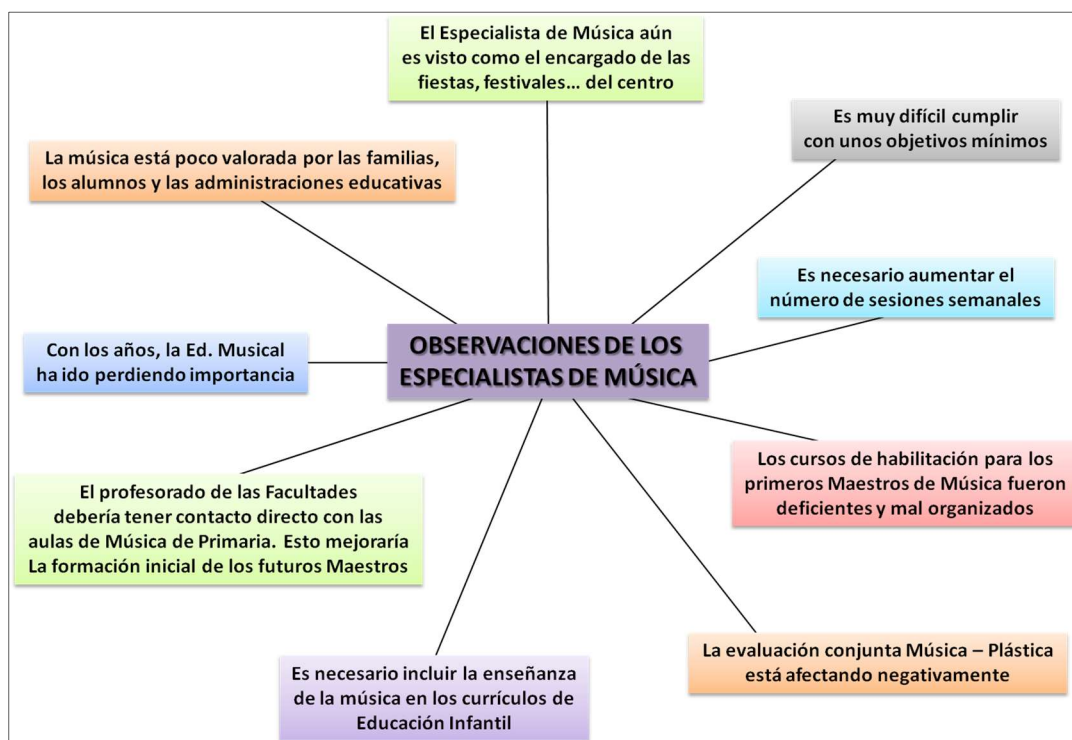 El Especialista de Música aún
es visto como el encargado de las
fiestas, festivales... del centro
Es muy difícil cumplir
con unos objetivos mínimos
La música está poco valorada por las familias,
los alumnos y las administraciones educativas
Es necesario aumentar el
número de sesiones semanales
OBSERVACIONES DE LOS
ESPECIALISTAS DE MÚSICA
Con los años, la Ed. Musical
ha ido perdiendo importancia
Los cursos de habilitación para los
primeros Maestros de Música fueron
deficientes y mal organizados
El profesorado de las Facultades
debería tener contacto directo con las
aulas de Música de Primaria. Esto mejoraría
La formación inicial de los futuros Maestros
La evaluación conjunta Música – Plástica
está afectando negativamente
Es necesario incluir la enseñanza
de la música en los currículos de
Educación Infantil